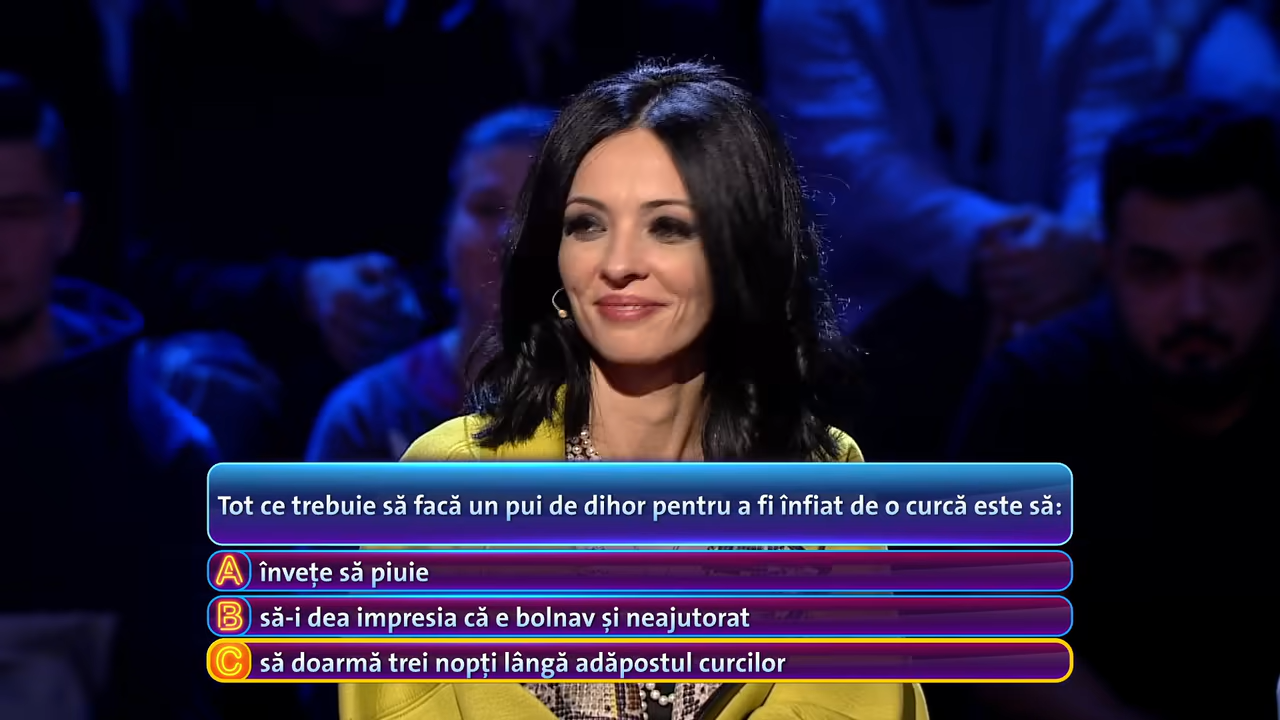 Tot ce trebuie să facă un pui de dihor pentru a fi înfiat de o curcă este să:
A învețe să piuie
B să-i dea impresia că e bolnav și neajutorat
C să doarmă trei nopți lângă adăpostul curcilor